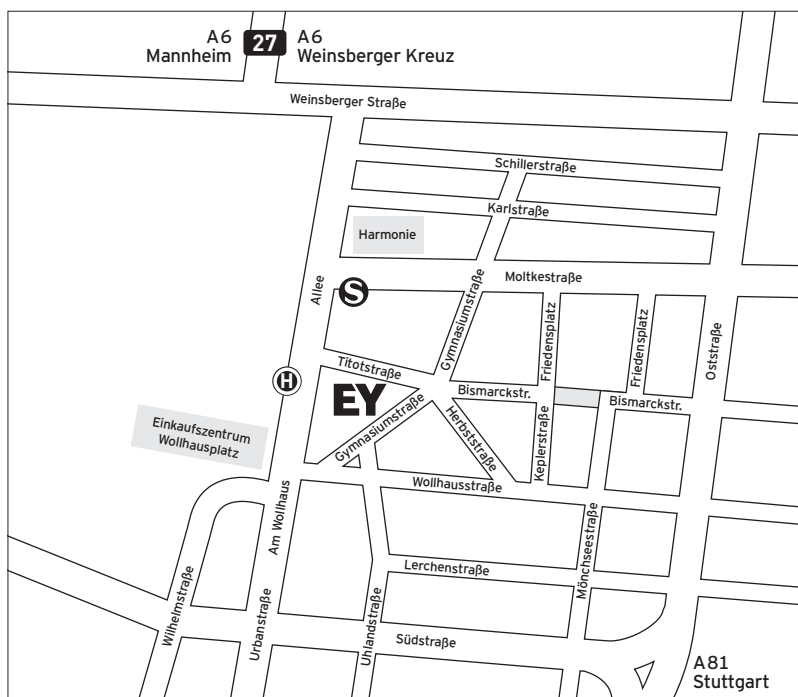 A6
Mannheim
27
A6
Weinsberger Kreuz
Weinsberger Straße
Schillerstraße
Karlstraße
Harmonie
Moltkestraße
Allee
S
Gymnasiumstraße
Friedensplatz
Friedensplatz
Oststraße
Titotstraße
H
EY
Bismarckstr.
Bismarckstr.
Einkaufszentrum
Wollhausplatz
Gymnasiumstraße
Herbststraße
Keplerstraße
Wollhausstraße
Am Wollhaus
Mönchseestraße
Lerchenstraße
Wilhelmstraße
Urbanstraße
Uhlandstraße
Südstraße
A81
Stuttgart